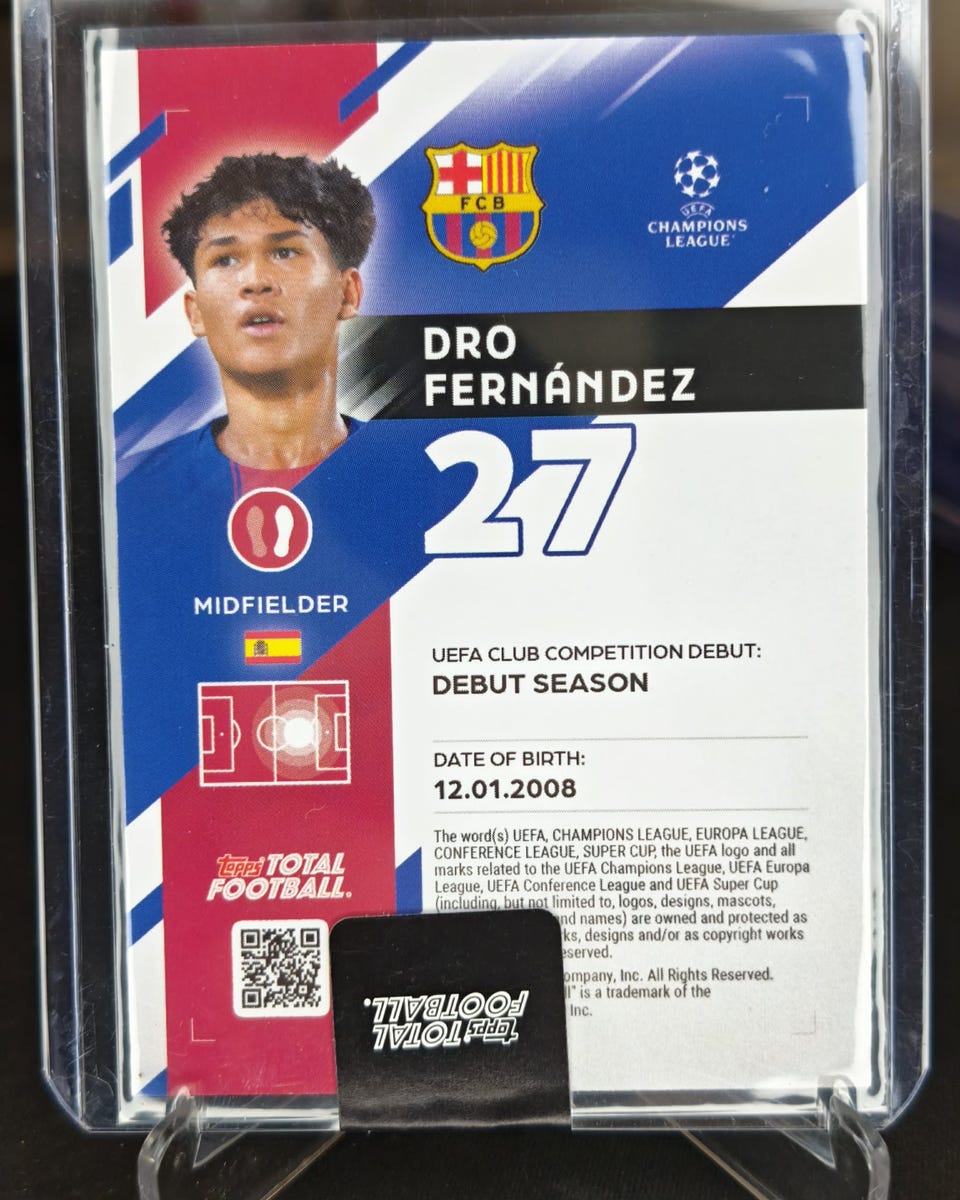 FCB
UEFA
CHAMPIONS
LEAGUE
DRO
FERNÁNDEZ
27
MIDFIELDER
UEFA CLUB COMPETITION DEBUT:
DEBUT SEASON
DATE OF BIRTH:
12.01.2008
The word(s) UEFA, CHAMPIONS LEAGUE, EUROPA LEAGUE,
CONFERENCE LEAGUE, SUPER CUP, the UEFA logo and all
marks related to the UEFA Champions League, UEFA Europa
League, UEFA Conference League and UEFA Super Cup
(including, but not limited to, logos, designs, mascots,
and names) are owned and protected as
designs and/or as copyright works
Inc. All Rights Reserved.
is a trademark of the
Inc.
Topps TOTAL
FOOTBALL.
Topps TOTAL
FOOTBALL.